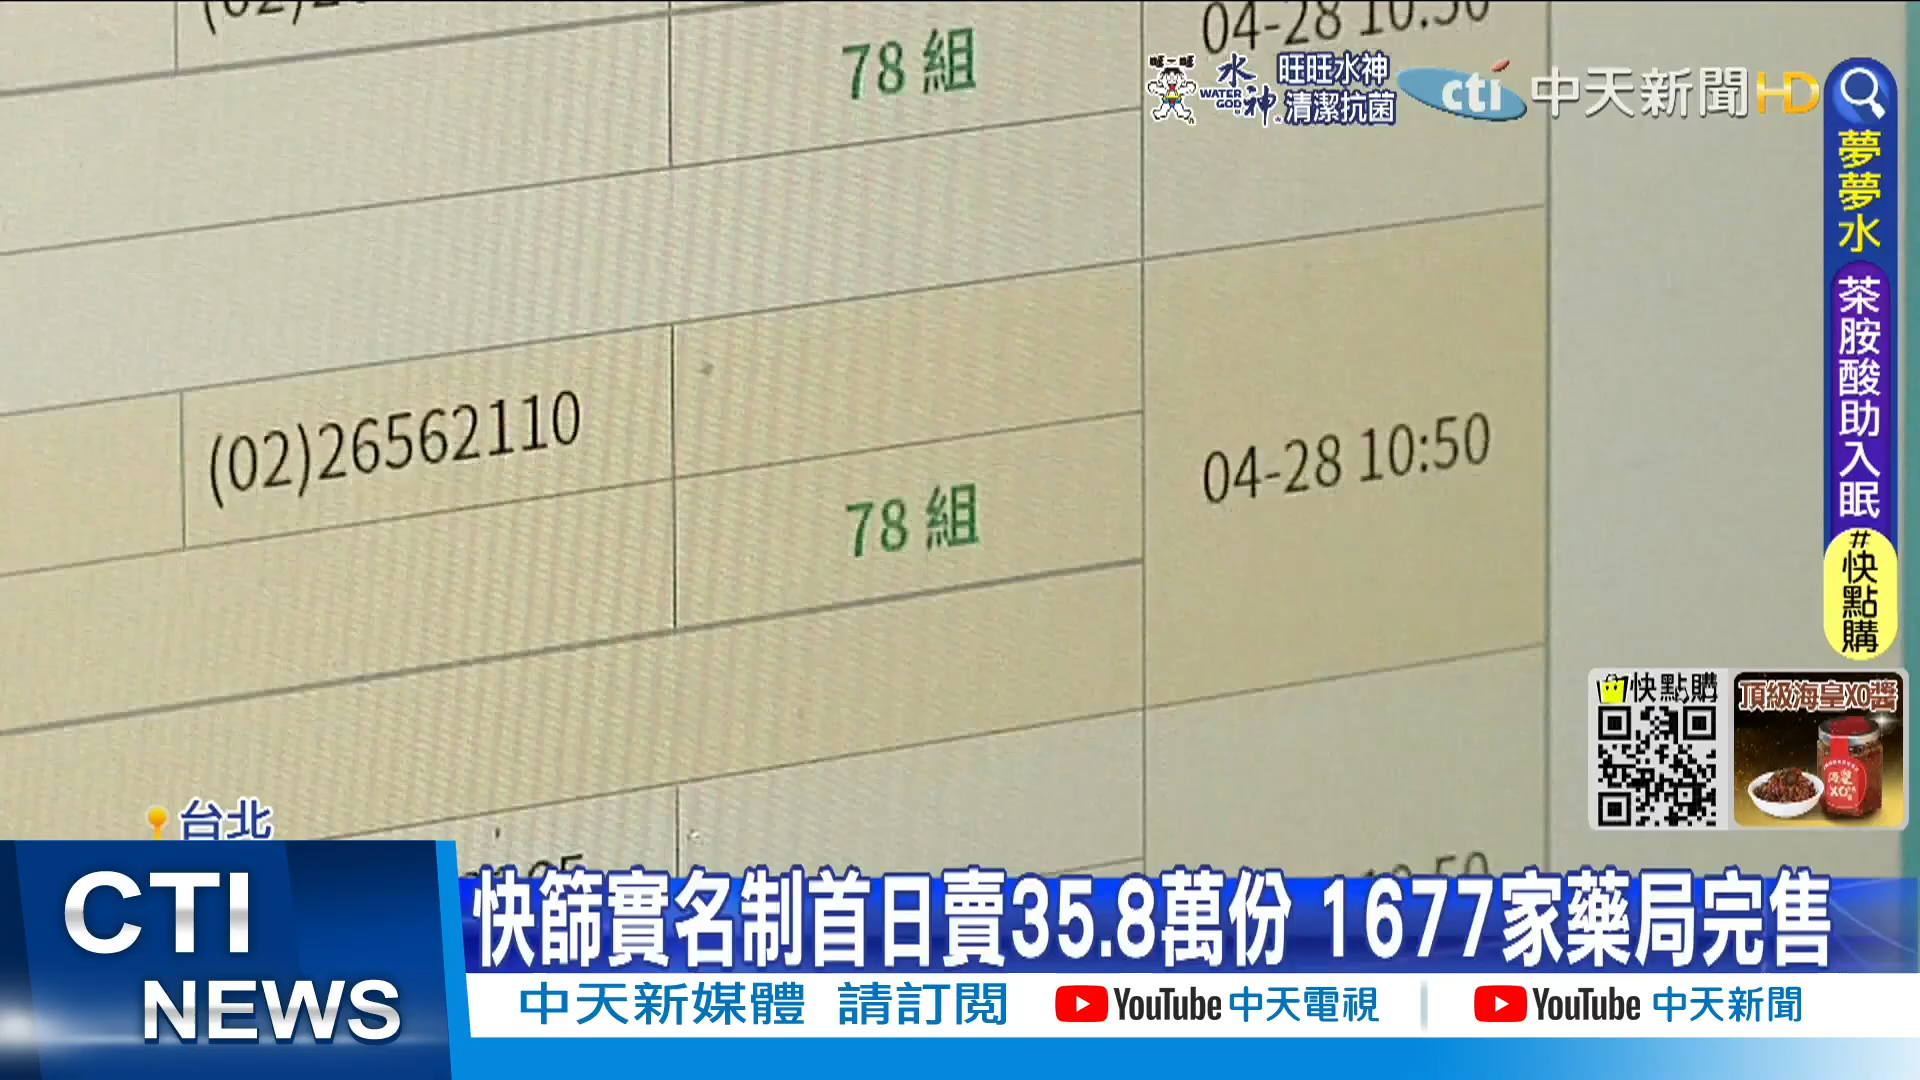 78 組
04-28 10:50
旺旺
水神
WATER GOD
旺旺水神
清潔抗菌
cti 中天新聞HD
夢夢水
茶胺酸助入眠
#快點購
(02)26562110
78 組
04-28 10:50
快點購
頂級海皇XO醬
台北
CTI NEWS
快篩實名制首日賣35.8萬份 1677家藥局完售
中天新媒體 請訂閱 YouTube 中天電視 | YouTube 中天新聞